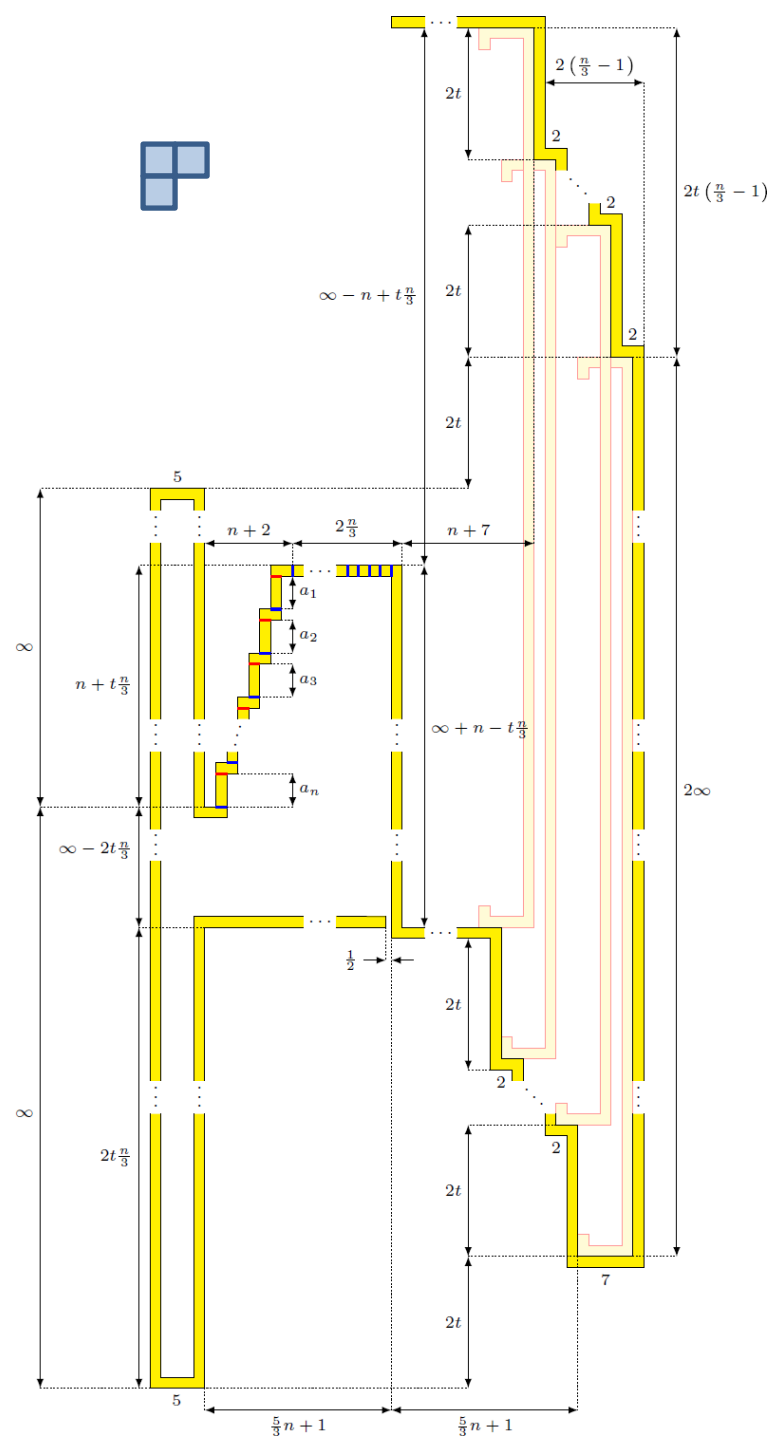 · · ·
2 (n/3 − 1)
2t
2
2
2t (n/3 − 1)
∞ − n + t n/3
2t
2
2t
5
n + 2
2 n/3
n + 7
· · ·
a₁
a₂
∞
a₃
n + t n/3
∞ + n − t n/3
aₙ
2∞
∞ − 2t n/3
· · ·
· · ·
1/2
2t
2
∞
2
2t n/3
2t
7
2t
5
5/3 n + 1
5/3 n + 1